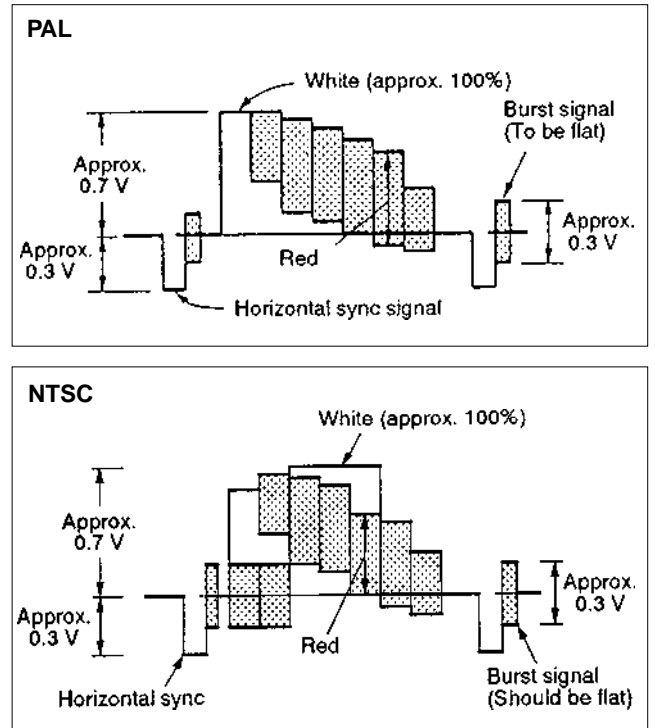 PAL
White (approx. 100%)
Burst signal
(To be flat)
Approx.
0.7 V
Approx.
0.3 V
Approx.
0.3 V
Red
Horizontal sync signal
NTSC
White (approx. 100%)
Approx.
0.7 V
Approx.
0.3 V
Approx.
0.3 V
Red
Horizontal sync
Burst signal
(Should be flat)